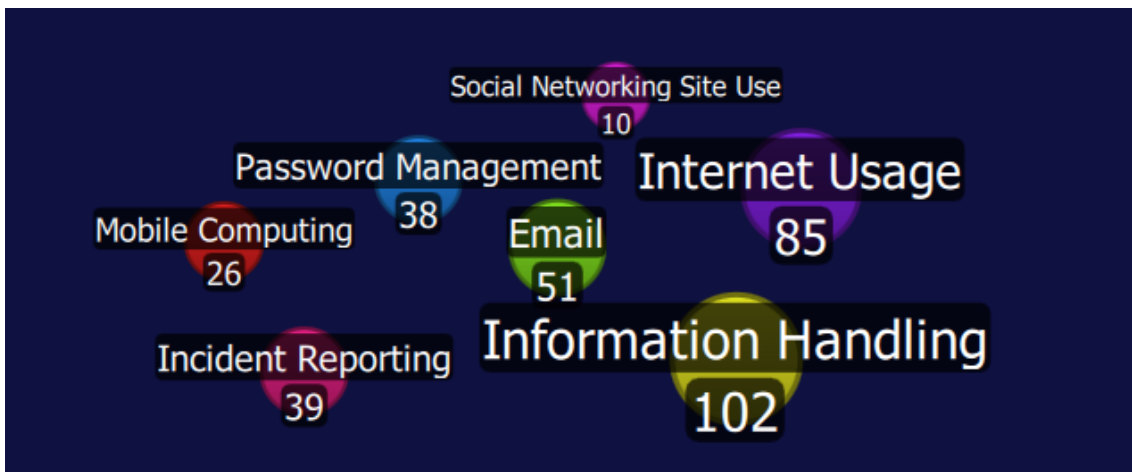 Social Networking Site Use
10
Password Management
38
Internet Usage
85
Mobile Computing
26
Email
51
Information Handling
102
Incident Reporting
39